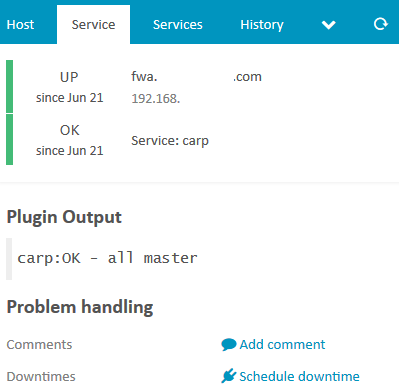 Host Service Services History
UP fwa. .com
since Jun 21 192.168.
OK
since Jun 21 Service: carp
Plugin Output
carp:OK - all master
Problem handling
Comments Add comment
Downtimes Schedule downtime